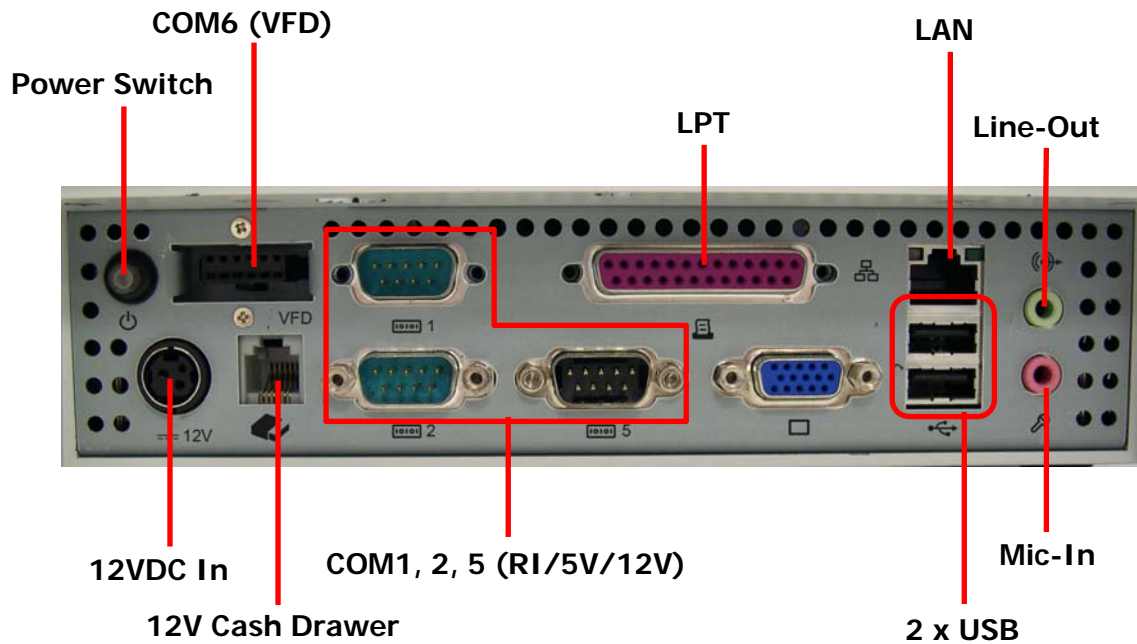 COM6 (VFD)
LAN
Power Switch
LPT
Line-Out
VFD
1
12V
2
5
12VDC In
COM1, 2, 5 (RI/5V/12V)
Mic-In
12V Cash Drawer
2 x USB